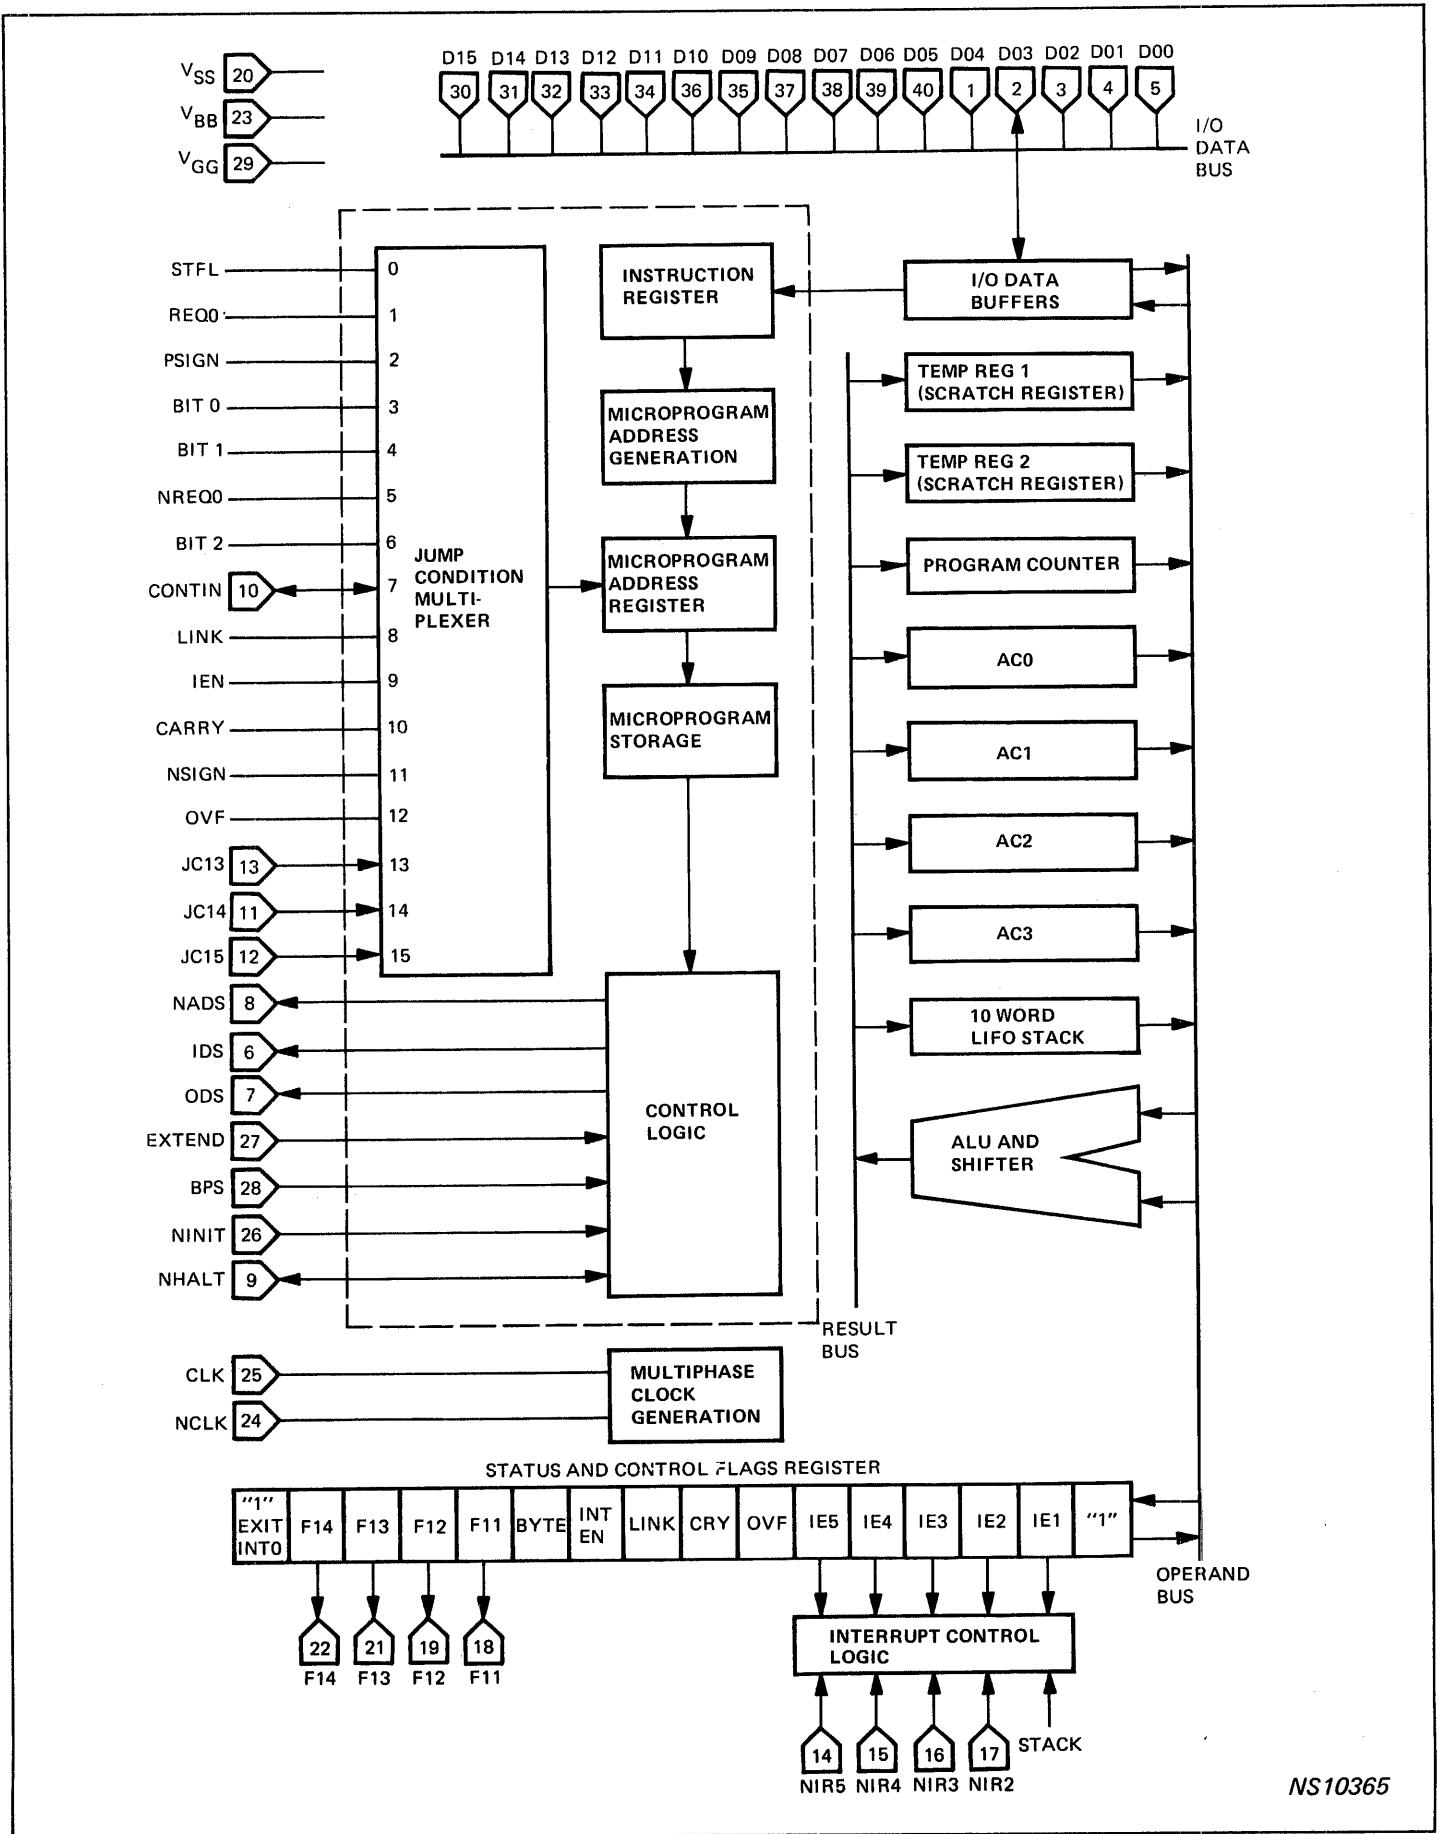 VSS 20
VBB 23
VGG 29
D15 D14 D13 D12 D11 D10 D09 D08 D07 D06 D05 D04 D03 D02 D01 D00
30 31 32 33 34 36 35 37 38 39 40 1 2 3 4 5
I/O
DATA
BUS
STFL 0
REQ0 1
PSIGN 2
BIT 0 3
BIT 1 4
NREQ0 5
BIT 2 6
CONTIN 10 7
LINK 8
IEN 9
CARRY 10
NSIGN 11
OVF 12
JC13 13 13
JC14 11 14
JC15 12 15
JUMP
CONDITION
MULTI-
PLEXER
INSTRUCTION
REGISTER
MICROPROGRAM
ADDRESS
GENERATION
MICROPROGRAM
ADDRESS
REGISTER
MICROPROGRAM
STORAGE
I/O DATA
BUFFERS
TEMP REG 1
(SCRATCH REGISTER)
TEMP REG 2
(SCRATCH REGISTER)
PROGRAM COUNTER
AC0
AC1
AC2
AC3
10 WORD
LIFO STACK
ALU AND
SHIFTER
NADS 8
IDS 6
ODS 7
EXTEND 27
BPS 28
NINIT 26
NHALT 9
CONTROL
LOGIC
RESULT
BUS
CLK 25
NCLK 24
MULTIPHASE
CLOCK
GENERATION
STATUS AND CONTROL FLAGS REGISTER
"1"
EXIT
INT0
F14 F13 F12 F11 BYTE
INT
EN
LINK CRY OVF IE5 IE4 IE3 IE2 IE1 "1"
OPERAND
BUS
22 21 19 18
F14 F13 F12 F11
INTERRUPT CONTROL
LOGIC
14 15 16 17
STACK
NIR5 NIR4 NIR3 NIR2
NS10365